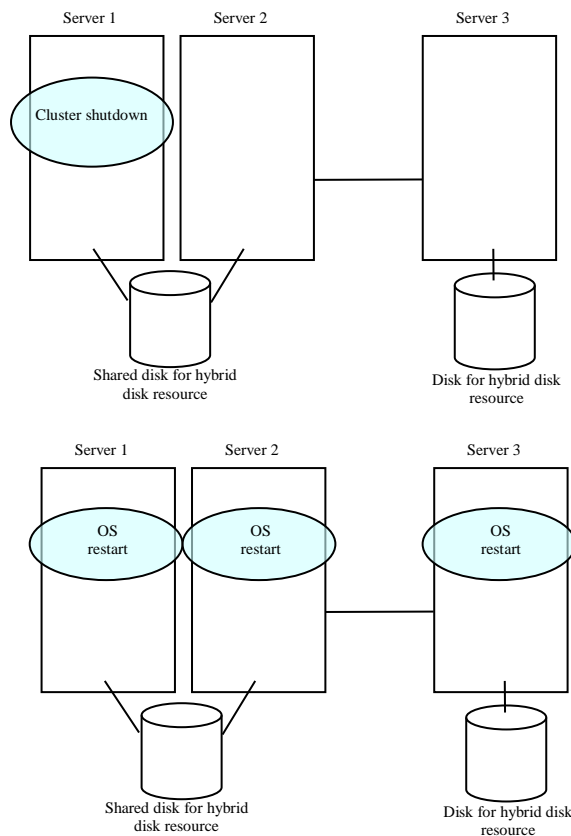 Server 1
Server 2
Server 3
Cluster shutdown
Shared disk for hybrid
disk resource
Disk for hybrid disk
resource
Server 1
Server 2
Server 3
OS
restart
OS
restart
OS
restart
Shared disk for hybrid
disk resource
Disk for hybrid disk
resource